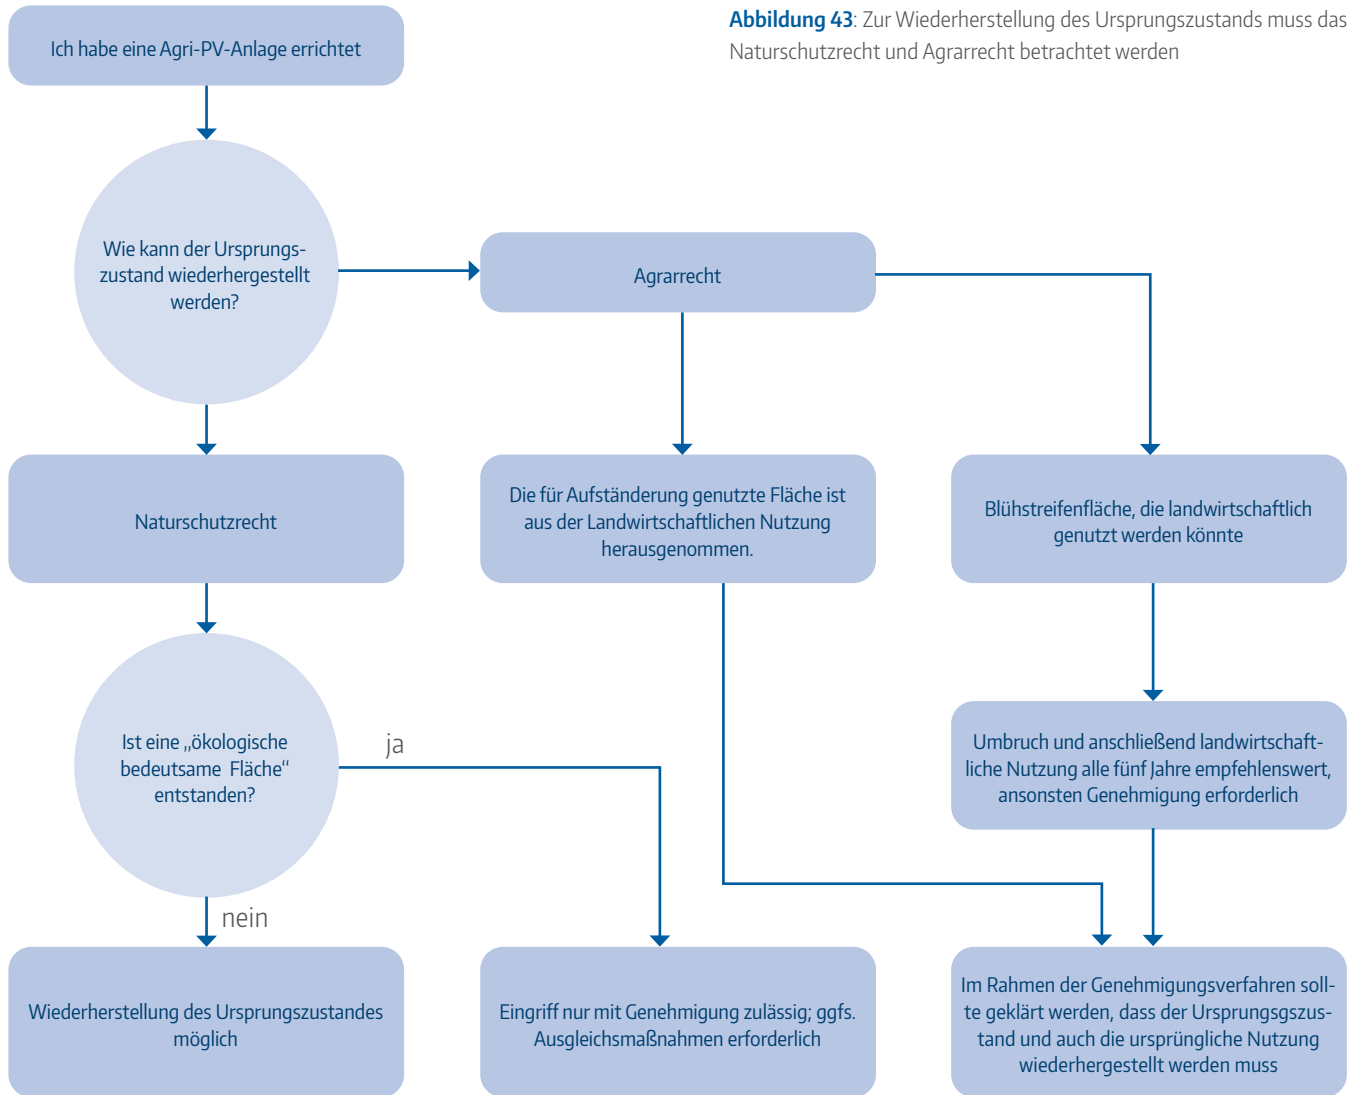 Ich habe eine Agri-PV-Anlage errichtet
Abbildung 43: Zur Wiederherstellung des Ursprungszustands muss das
Naturschutzrecht und Agrarrecht betrachtet werden
Wie kann der Ursprungs-
zustand wiederhergestellt
werden?
Agrarrecht
Naturschutzrecht
Die für Aufständerung genutzte Fläche ist
aus der Landwirtschaftlichen Nutzung
herausgenommen.
Blühstreifenfläche, die landwirtschaftlich
genutzt werden könnte
Ist eine „ökologische
bedeutsame Fläche“
entstanden?
ja
Umbruch und anschließend landwirtschaft-
liche Nutzung alle fünf Jahre empfehlenswert,
ansonsten Genehmigung erforderlich
nein
Wiederherstellung des Ursprungszustandes
möglich
Eingriff nur mit Genehmigung zulässig; ggfs.
Ausgleichsmaßnahmen erforderlich
Im Rahmen der Genehmigungsverfahren soll-
te geklärt werden, dass der Ursprungsgszus-
tand und auch die ursprüngliche Nutzung
wiederhergestellt werden muss